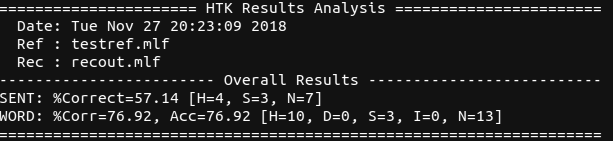 ====================== HTK Results Analysis =======================
  Date: Tue Nov 27 20:23:09 2018
  Ref : testref.mlf
  Rec : recout.mlf
------------------------ Overall Results --------------------------
SENT: %Correct=57.14 [H=4, S=3, N=7]
WORD: %Corr=76.92, Acc=76.92 [H=10, D=0, S=3, I=0, N=13]
===================================================================